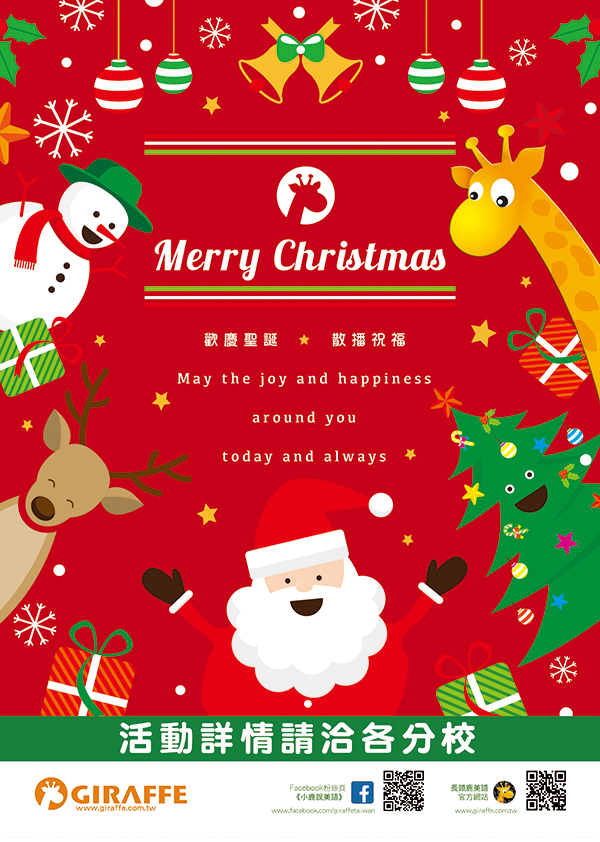 Merry Christmas
歡慶聖誕 ★ 散播祝福
May the joy and happiness
around you
today and always
活動詳情請洽各分校
GIRAFFE
www.giraffe.com.tw
Facebook粉絲頁
《小鹿說美語》
www.facebook.com/giraffetaiwan
長頸鹿美語
官方網站
www.giraffe.com.tw